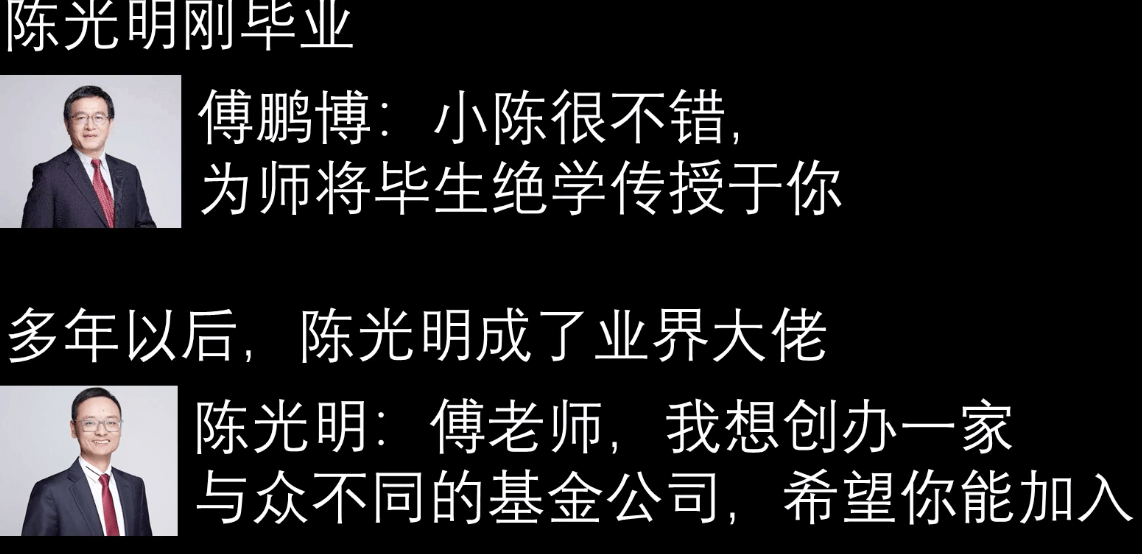 陈光明刚毕业
傅鹏博：小陈很不错，
为师将毕生绝学传授于你
多年以后，陈光明成了业界大佬
陈光明：傅老师，我想创办一家
与众不同的基金公司，希望你能加入